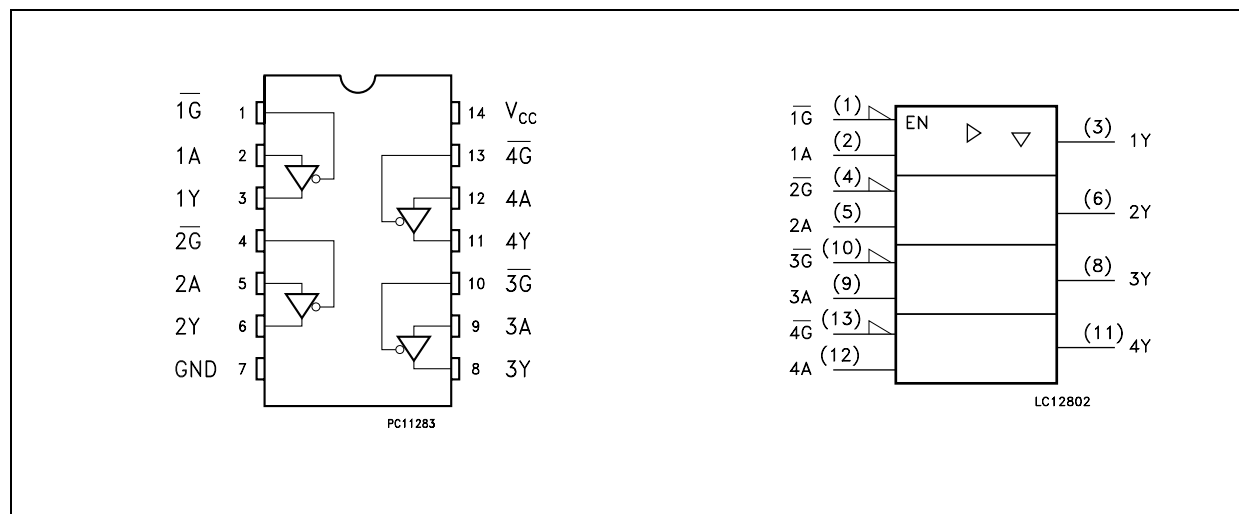 1G̅ 1 14 VCC
1A 2 13 4G̅
1Y 3 12 4A
2G̅ 4 11 4Y
2A 5 10 3G̅
2Y 6 9 3A
GND 7 8 3Y
PC11283
1G̅ (1) EN (3) 1Y
1A (2)
2G̅ (4) (6) 2Y
2A (5)
3G̅ (10) (8) 3Y
3A (9)
4G̅ (13) (11) 4Y
4A (12)
LC12802